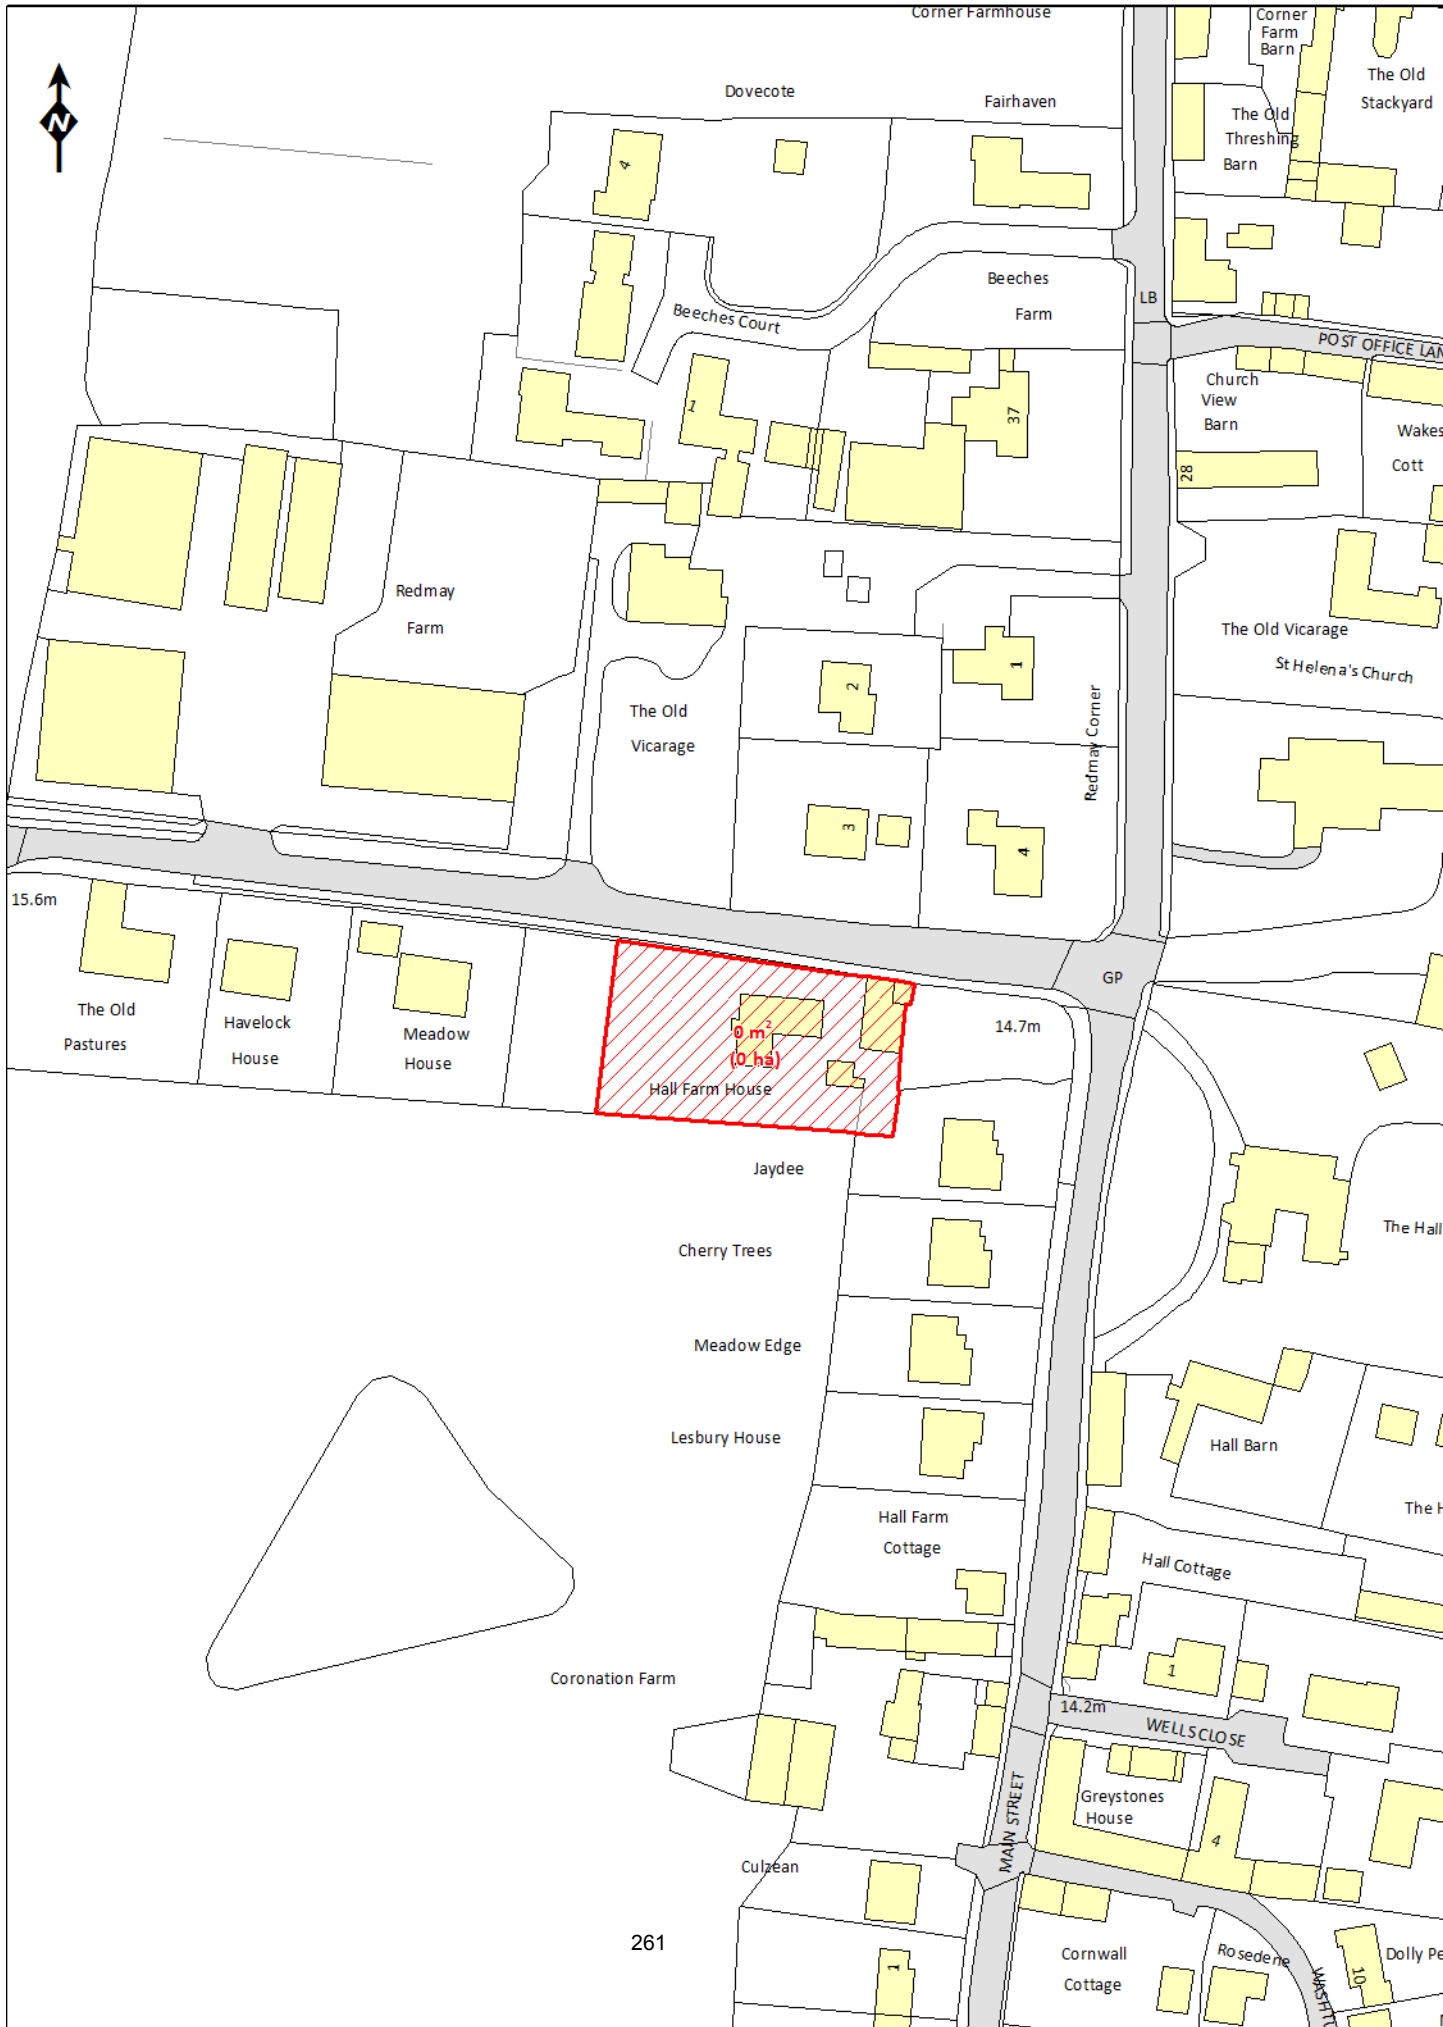 Corner Farmhouse
Corner
Farm
Barn
The Old
Stackyard
N
Dovecote
Fairhaven
The Old
Threshing
Barn
4
Beeches
Farm
LB
Beeches Court
POST OFFICE LAN
Church
View
Barn
1
37
Wakes
Cott
28
Redmay
Farm
The Old Vicarage
St Helena's Church
1
2
The Old
Vicarage
Redmay Corner
3
4
15.6m
GP
The Old
Pastures
Havelock
House
Meadow
House
0 m²
(0 ha)
Hall Farm House
14.7m
Jaydee
The Hall
Cherry Trees
Meadow Edge
Lesbury House
Hall Barn
The H
Hall Farm
Cottage
Hall Cottage
Coronation Farm
1
14.2m
WELLS CLOSE
MAIN STREET
Greystones
House
4
Culzean
261
Cornwall
Cottage
Rosedene
Dolly Pe
1
10